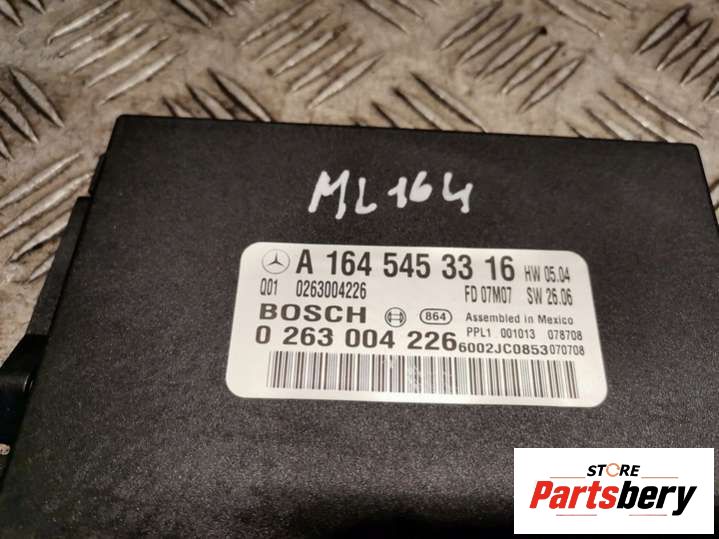 ML164
A 164 545 33 16 HW 05.04
Q01 0263004226 FD 07M07 SW 26.06
BOSCH 864 Assembled in Mexico
PPL1 001013 078708
0 263 004 226 6002JC0853070708
STORE
Partsbery